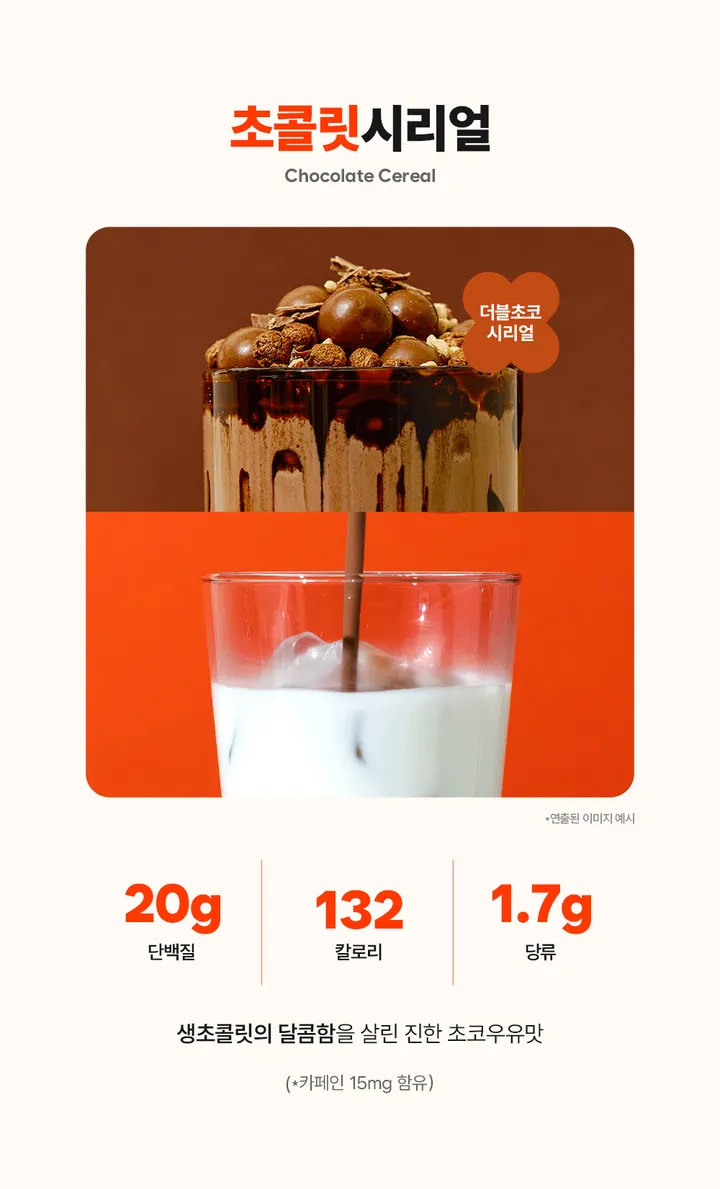 초콜릿시리얼
Chocolate Cereal
더블초코
시리얼
*연출된 이미지 예시
20g
단백질
132
칼로리
1.7g
당류
생초콜릿의 달콤함을 살린 진한 초코우유맛
(*카페인 15mg 함유)